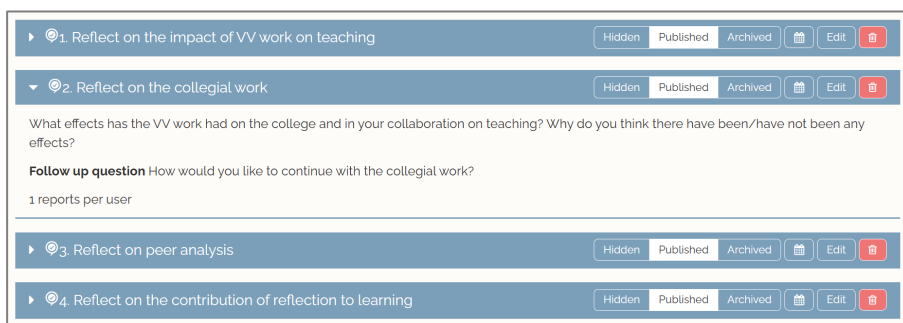 1. Reflect on the impact of VV work on teaching Hidden Published Archived Edit
2. Reflect on the collegial work Hidden Published Archived Edit
What effects has the VV work had on the college and in your collaboration on teaching? Why do you think there have been/have not been any
effects?
Follow up question How would you like to continue with the collegial work?
1 reports per user
3. Reflect on peer analysis Hidden Published Archived Edit
4. Reflect on the contribution of reflection to learning Hidden Published Archived Edit